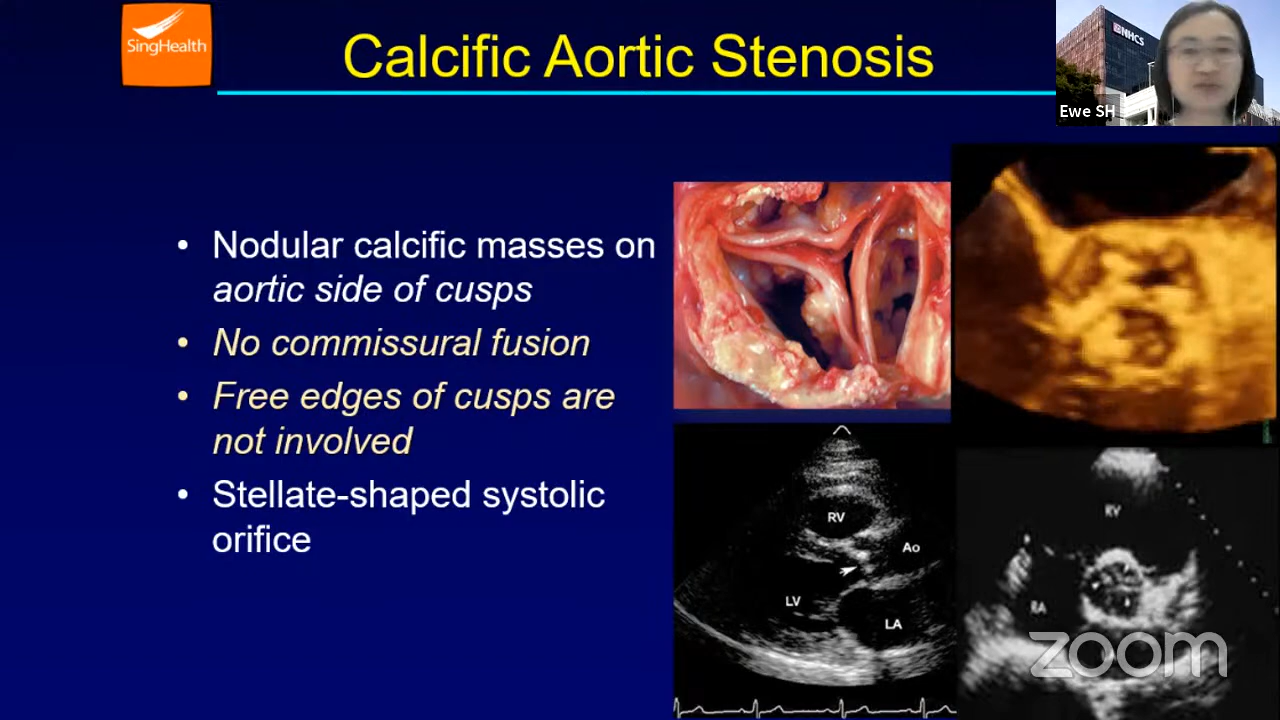 SingHealth
Calcific Aortic Stenosis
NHCS
Ewe SH
• Nodular calcific masses on
aortic side of cusps
• No commissural fusion
• Free edges of cusps are
not involved
• Stellate-shaped systolic
orifice
RV
Ao
LV
LA
RV
RA
zoom